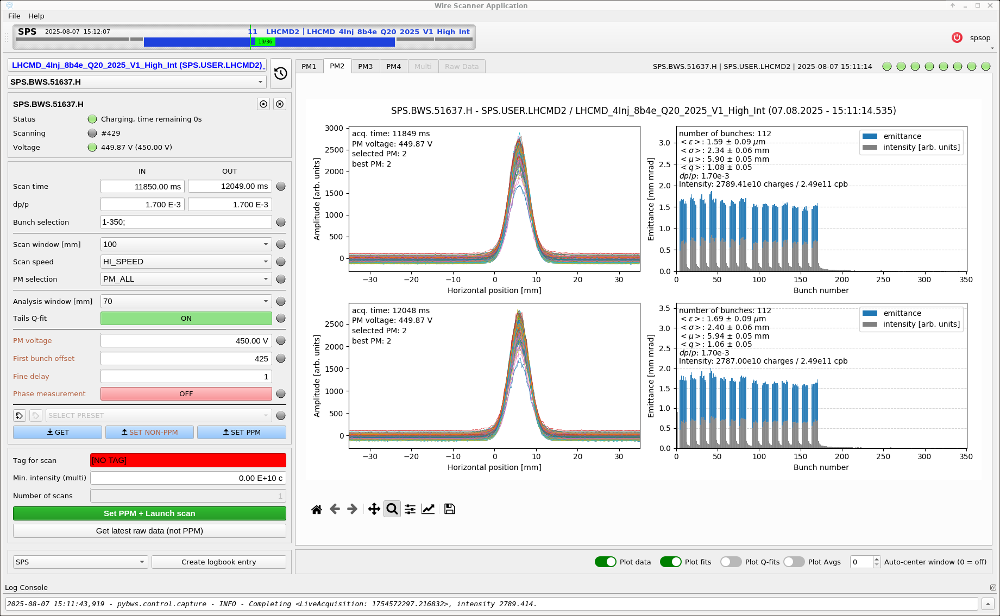 Wire Scanner Application
File Help
SPS 2025-08-07 15:12:07 11 LHCMD2 | LHCMD 4Inj 8b4e Q20 2025 V1 High Int
19/36
spsop
LHCMD_4Inj_8b4e_Q20_2025_V1_High_Int (SPS.USER.LHCMD2)
SPS.BWS.51637.H
SPS.BWS.51637.H
Status Charging, time remaining 0s
Scanning #429
Voltage 449.87 V (450.00 V)
IN OUT
Scan time 11850.00 ms 12049.00 ms
dp/p 1.700 E-3 1.700 E-3
Bunch selection 1-350;
Scan window [mm] 100
Scan speed HI_SPEED
PM selection PM_ALL
Analysis window [mm] 70
Tails Q-fit ON
PM voltage 450.00 V
First bunch offset 425
Fine delay 1
Phase measurement OFF
SELECT PRESET
GET SET NON-PPM SET PPM
Tag for scan [NO TAG]
Min. intensity (multi) 0.00 E+10 c
Number of scans 1
Set PPM + Launch scan
Get latest raw data (not PPM)
SPS Create logbook entry
PM1 PM2 PM3 PM4 Multi Raw Data
SPS.BWS.51637.H | SPS.USER.LHCMD2 | 2025-08-07 15:11:14
SPS.BWS.51637.H - SPS.USER.LHCMD2 / LHCMD_4Inj_8b4e_Q20_2025_V1_High_Int (07.08.2025 - 15:11:14.535)
acq. time: 11849 ms
PM voltage: 449.87 V
selected PM: 2
best PM: 2
Amplitude [arb. units]
3000
2500
2000
1500
1000
500
0
−30 −20 −10 0 10 20 30
Horizontal position [mm]
number of bunches: 112
<ε>: 1.59 ± 0.09 μm
<σ>: 2.34 ± 0.06 mm
<μ>: 5.90 ± 0.05 mm
<q>: 1.08 ± 0.05
dp/p: 1.70e-3
Intensity: 2789.41e10 charges / 2.49e11 cpb
emittance
intensity [arb. units]
Emittance [mm mrad]
3.0
2.5
2.0
1.5
1.0
0.5
0.0
0 50 100 150 200 250 300 350
Bunch number
acq. time: 12048 ms
PM voltage: 449.87 V
selected PM: 2
best PM: 2
Amplitude [arb. units]
2500
2000
1500
1000
500
0
−30 −20 −10 0 10 20 30
Horizontal position [mm]
number of bunches: 112
<ε>: 1.69 ± 0.09 μm
<σ>: 2.40 ± 0.06 mm
<μ>: 5.94 ± 0.05 mm
<q>: 1.06 ± 0.05
dp/p: 1.70e-3
Intensity: 2787.00e10 charges / 2.49e11 cpb
emittance
intensity [arb. units]
Emittance [mm mrad]
3.5
3.0
2.5
2.0
1.5
1.0
0.5
0.0
0 50 100 150 200 250 300 350
Bunch number
Plot data Plot fits Plot Q-fits Plot Avgs 0 Auto-center window (0 = off)
Log Console
2025-08-07 15:11:43,919 - pybws.control.capture - INFO - Completing <LiveAcquisition: 1754572297.216832>, intensity 2789.414.